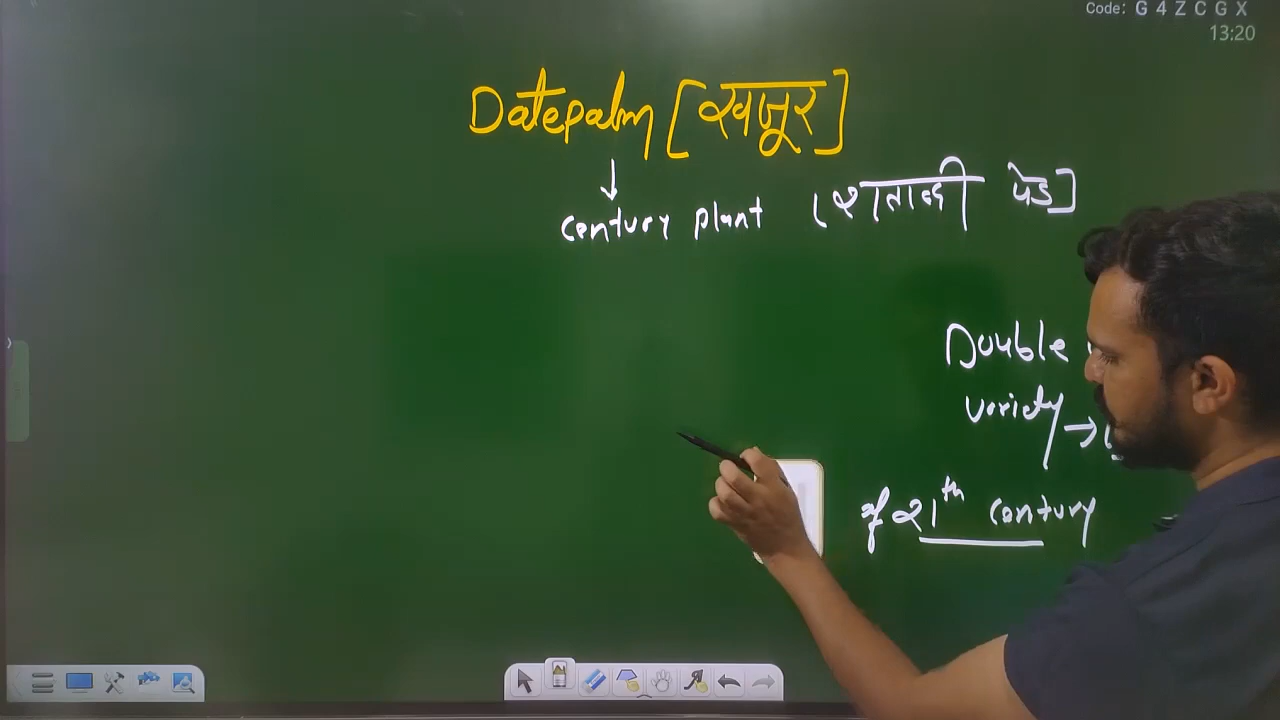 Code: G 4 Z C G X
13:20
Datepalm [खजूर]
century plant (शताब्दी पेड]
Double
variety →
of 21th century